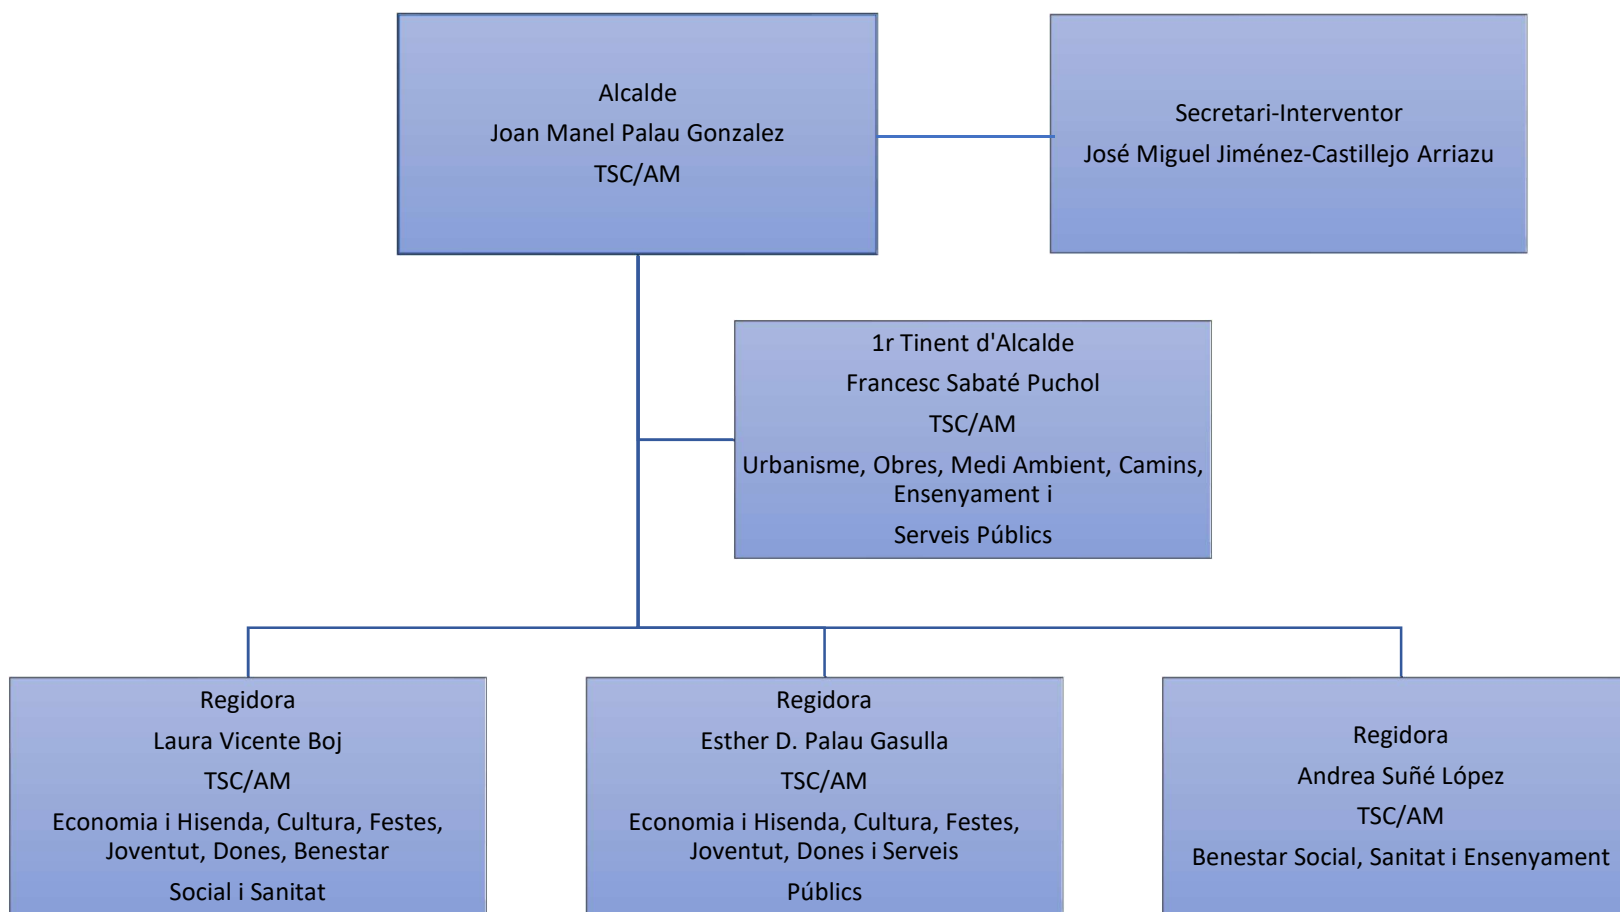 Alcalde
Joan Manel Palau Gonzalez
TSC/AM
Secretari-Interventor
José Miguel Jiménez-Castillejo Arriazu
1r Tinent d'Alcalde
Francesc Sabaté Puchol
TSC/AM
Urbanisme, Obres, Medi Ambient, Camins,
Ensenyament i
Serveis Públics
Regidora
Laura Vicente Boj
TSC/AM
Economia i Hisenda, Cultura, Festes,
Joventut, Dones, Benestar
Social i Sanitat
Regidora
Esther D. Palau Gasulla
TSC/AM
Economia i Hisenda, Cultura, Festes,
Joventut, Dones i Serveis
Públics
Regidora
Andrea Suñé López
TSC/AM
Benestar Social, Sanitat i Ensenyament